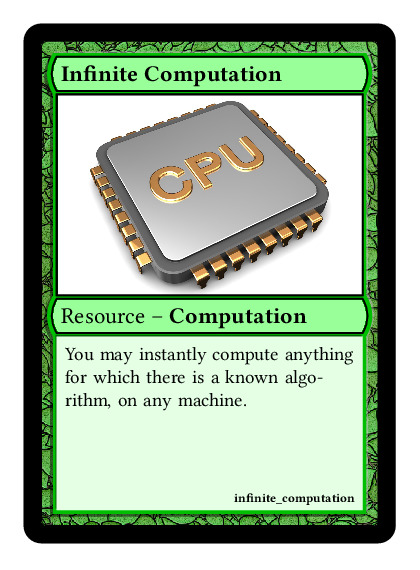 Infinite Computation
CPU
Resource – Computation
You may instantly compute anything
for which there is a known algo-
rithm, on any machine.
infinite_computation